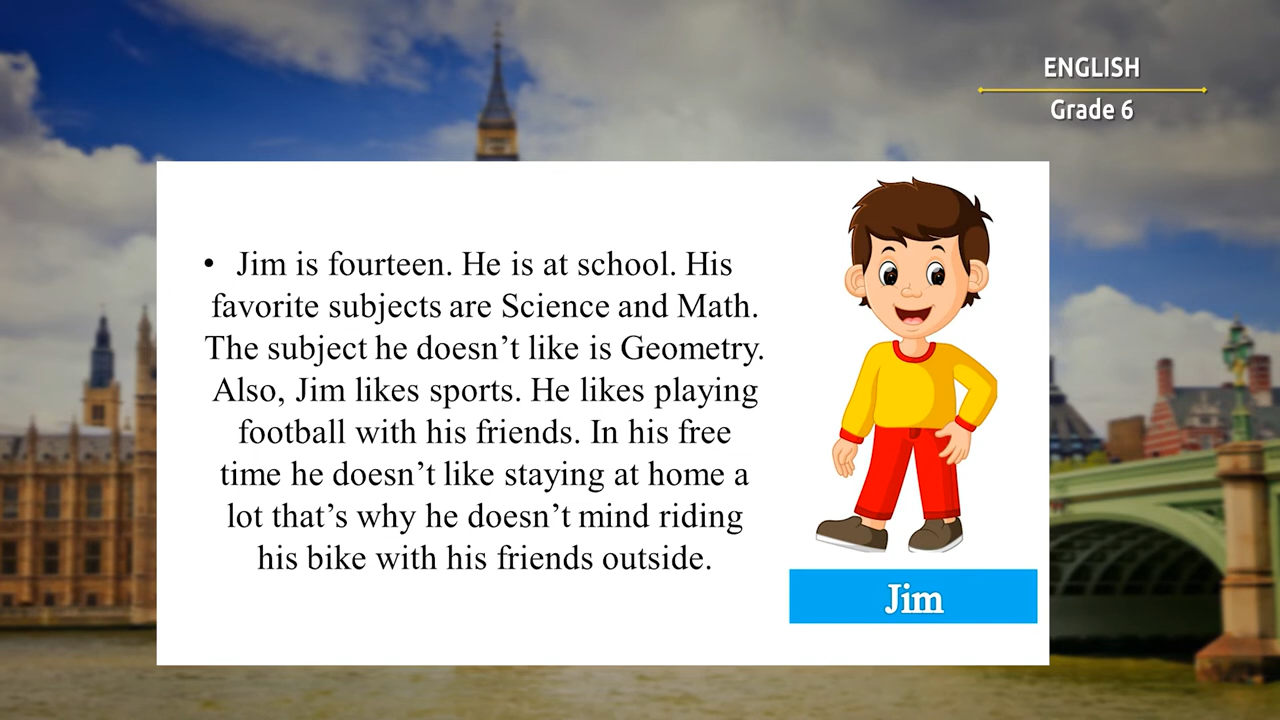 ENGLISH
Grade 6
• Jim is fourteen. He is at school. His
favorite subjects are Science and Math.
The subject he doesn’t like is Geometry.
Also, Jim likes sports. He likes playing
football with his friends. In his free
time he doesn’t like staying at home a
lot that’s why he doesn’t mind riding
his bike with his friends outside.
Jim